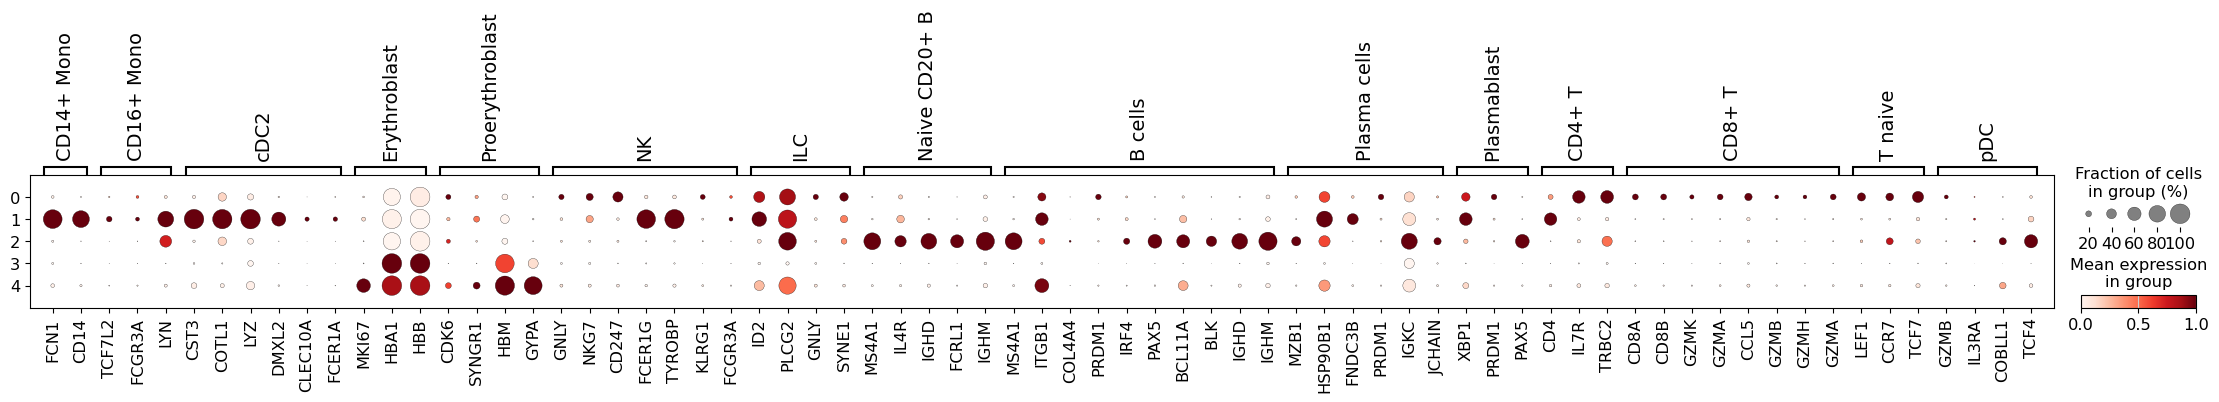 CD14+ Mono
CD16+ Mono
cDC2
Erythroblast
Proerythroblast
NK
ILC
Naive CD20+ B
B cells
Plasma cells
Plasmablast
CD4+ T
CD8+ T
T naive
pDC
0
1
2
3
4
FCN1
CD14
TCF7L2
FCGR3A
LYN
CST3
COTL1
LYZ
DMXL2
CLEC10A
FCER1A
MKI67
HBA1
HBB
CDK6
SYNGR1
HBM
GYPA
GNLY
NKG7
CD247
FCER1G
TYROBP
KLRG1
FCGR3A
ID2
PLCG2
GNLY
SYNE1
MS4A1
IL4R
IGHD
FCRL1
IGHM
MS4A1
ITGB1
COL4A4
PRDM1
IRF4
PAX5
BCL11A
BLK
IGHD
IGHM
MZB1
HSP90B1
FNDC3B
PRDM1
IGKC
JCHAIN
XBP1
PRDM1
PAX5
CD4
IL7R
TRBC2
CD8A
CD8B
GZMK
GZMA
CCL5
GZMB
GZMH
GZMA
LEF1
CCR7
TCF7
GZMB
IL3RA
COBLL1
TCF4
Fraction of cells
in group (%)
20 40 60 80 100
Mean expression
in group
0.0 0.5 1.0